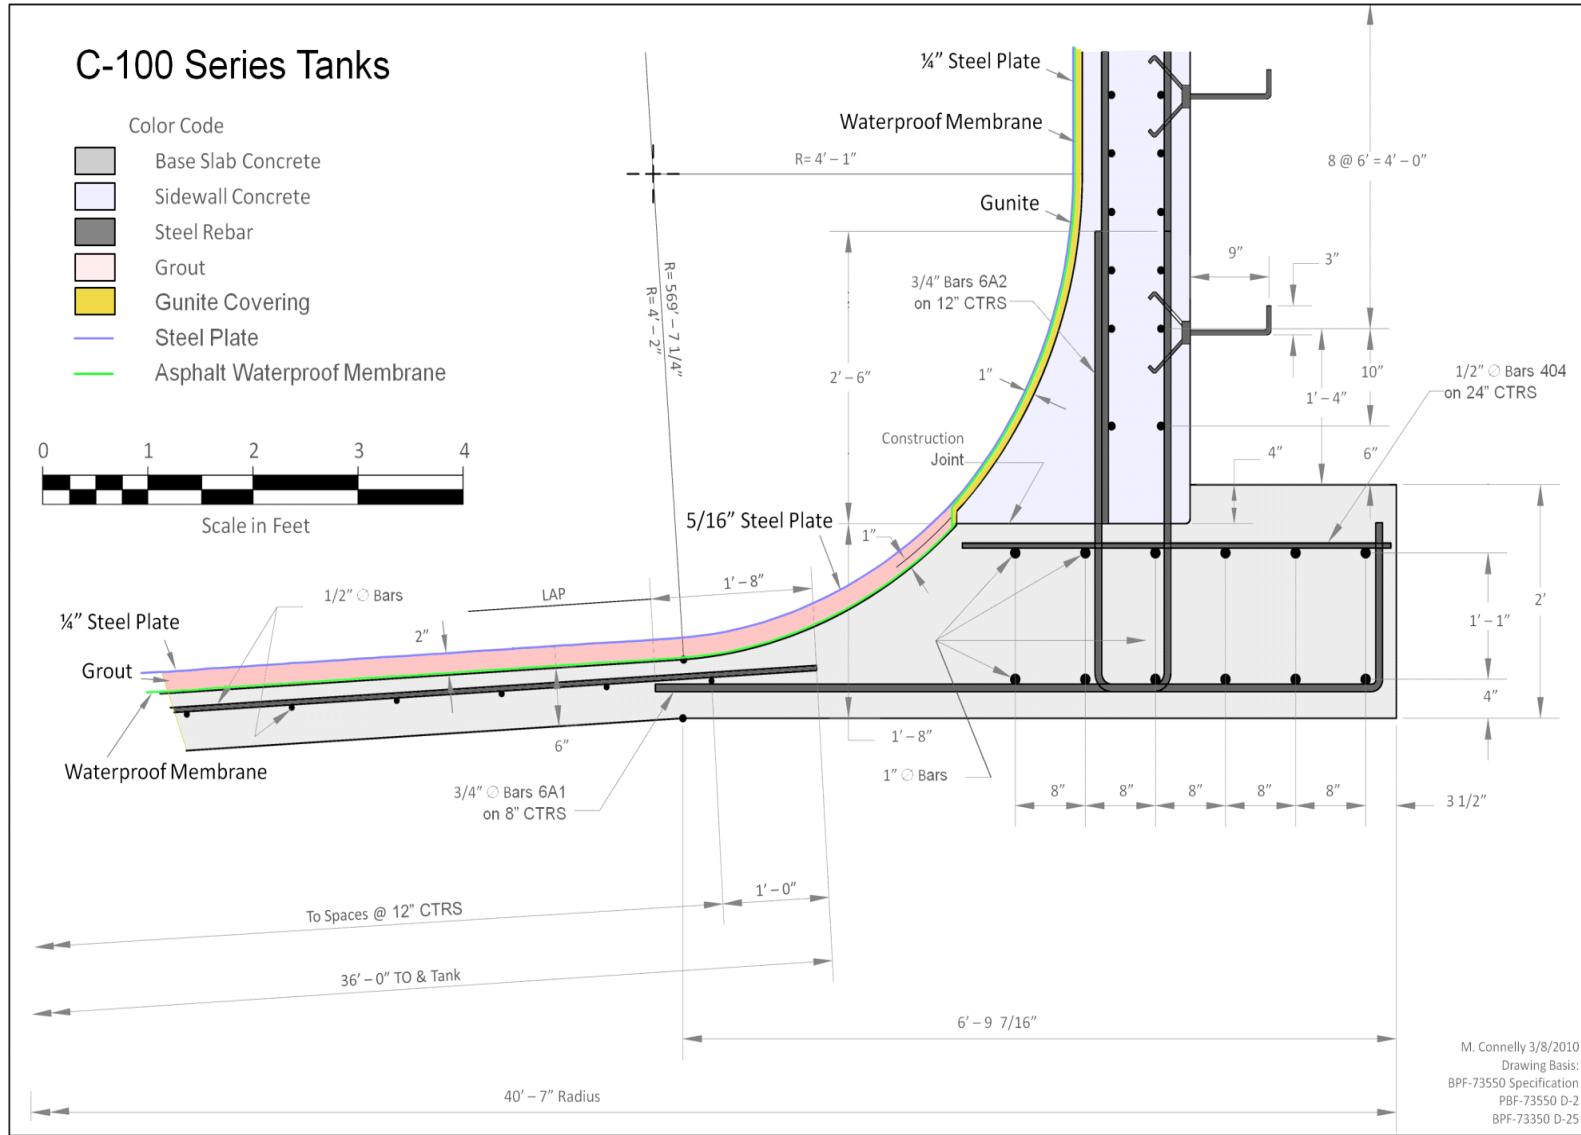 C-100 Series Tanks
Color Code
Base Slab Concrete
Sidewall Concrete
Steel Rebar
Grout
Gunite Covering
Steel Plate
Asphalt Waterproof Membrane
0 1 2 3 4
Scale in Feet
¼” Steel Plate
Waterproof Membrane
R= 4’ – 1”
Gunite
8 @ 6’ = 4’ – 0”
9”
3”
3/4” Bars 6A2
on 12” CTRS
R= 569’ – 7 1/4”
R= 4’ – 2”
2’ – 6”
1”
10”
1’ – 4”
1/2” ∅ Bars 404
on 24” CTRS
Construction
Joint
4”
6”
5/16” Steel Plate
1”
2’
1’ – 8”
LAP
1/2” ∅ Bars
¼” Steel Plate
2”
1’ – 1”
Grout
4”
6”
1’ – 8”
Waterproof Membrane
1” ∅ Bars
3/4” ∅ Bars 6A1
on 8” CTRS
8” 8” 8” 8” 8”
3 1/2”
1’ – 0”
To Spaces @ 12” CTRS
36’ – 0” TO & Tank
6’ – 9 7/16”
40’ – 7” Radius
M. Connelly 3/8/2010
Drawing Basis:
BPF-73550 Specification
PBF-73550 D-2
BPF-73350 D-25